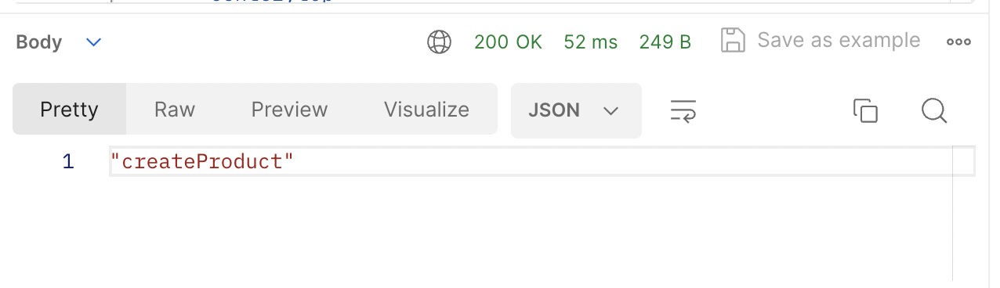 Body 200 OK 52 ms 249 B Save as example
Pretty Raw Preview Visualize JSON
1 "createProduct"